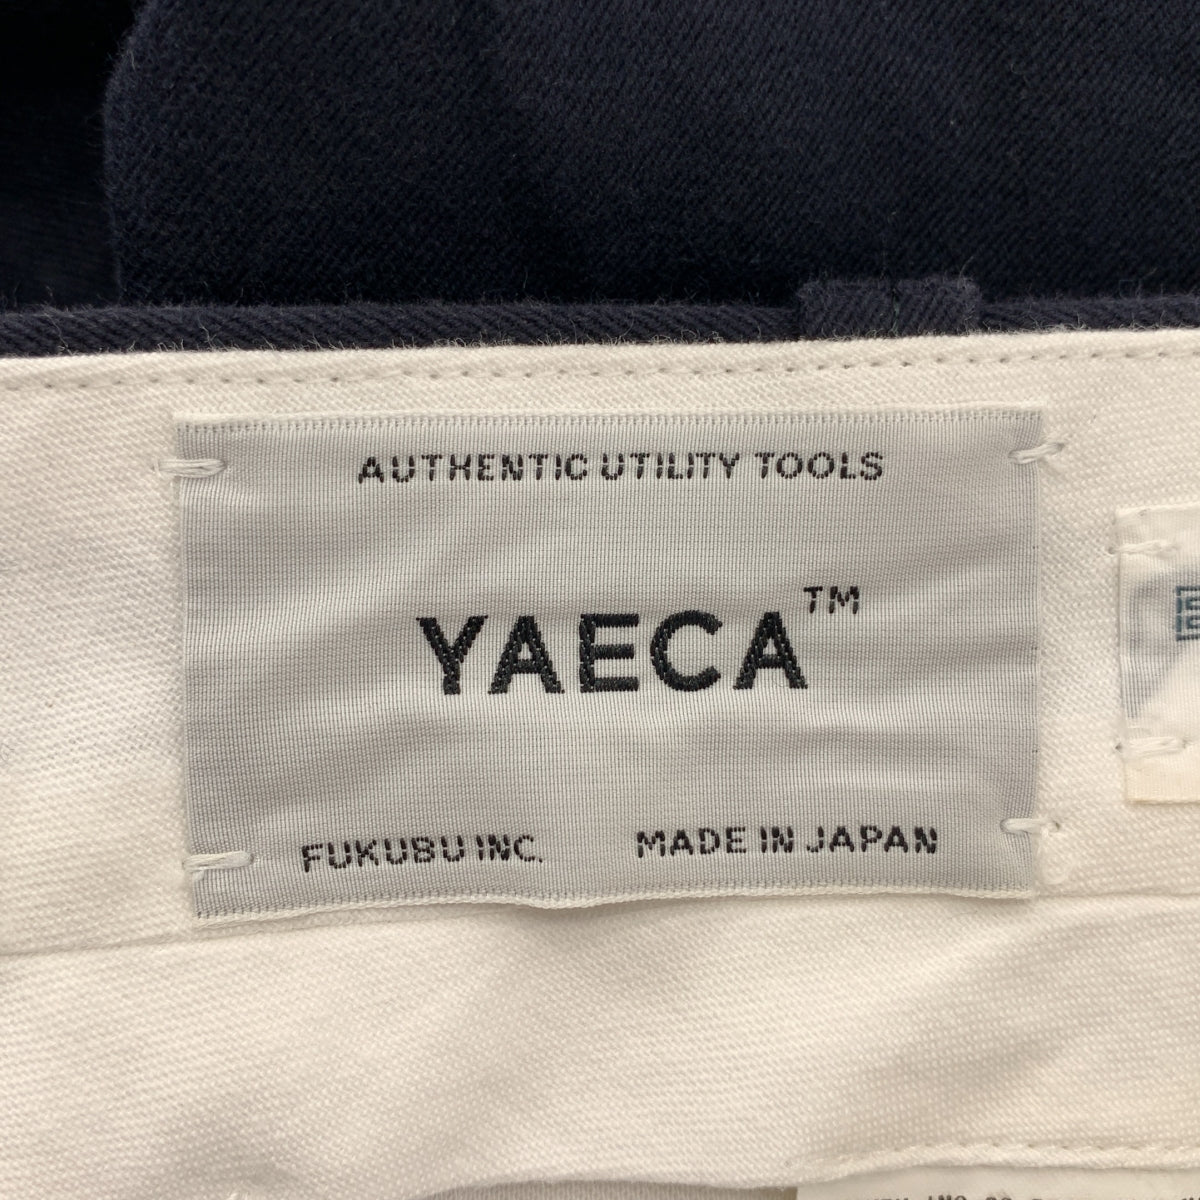 AUTHENTIC UTILITY TOOLS
YAECA™
FUKUBU INC. MADE IN JAPAN